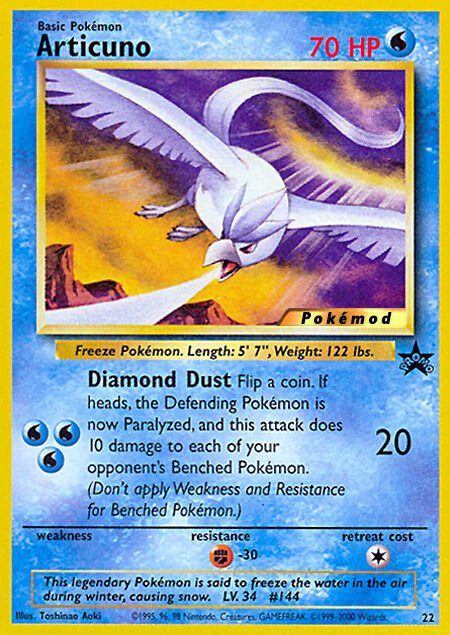 Basic Pokémon
Articuno
70 HP
Pokémod
Freeze Pokémon. Length: 5' 7", Weight: 122 lbs.
PROMO
Diamond Dust Flip a coin. If
heads, the Defending Pokémon is
now Paralyzed, and this attack does
10 damage to each of your
opponent's Benched Pokémon.
(Don't apply Weakness and Resistance
for Benched Pokémon.)
20
weakness
resistance
retreat cost
-30
This legendary Pokémon is said to freeze the water in the air
during winter, causing snow. LV. 34 #144
Illus. Toshinao Aoki
©1995, 96, 98 Nintendo, Creatures, GAMEFREAK. ©1999-2000 Wizards.
22